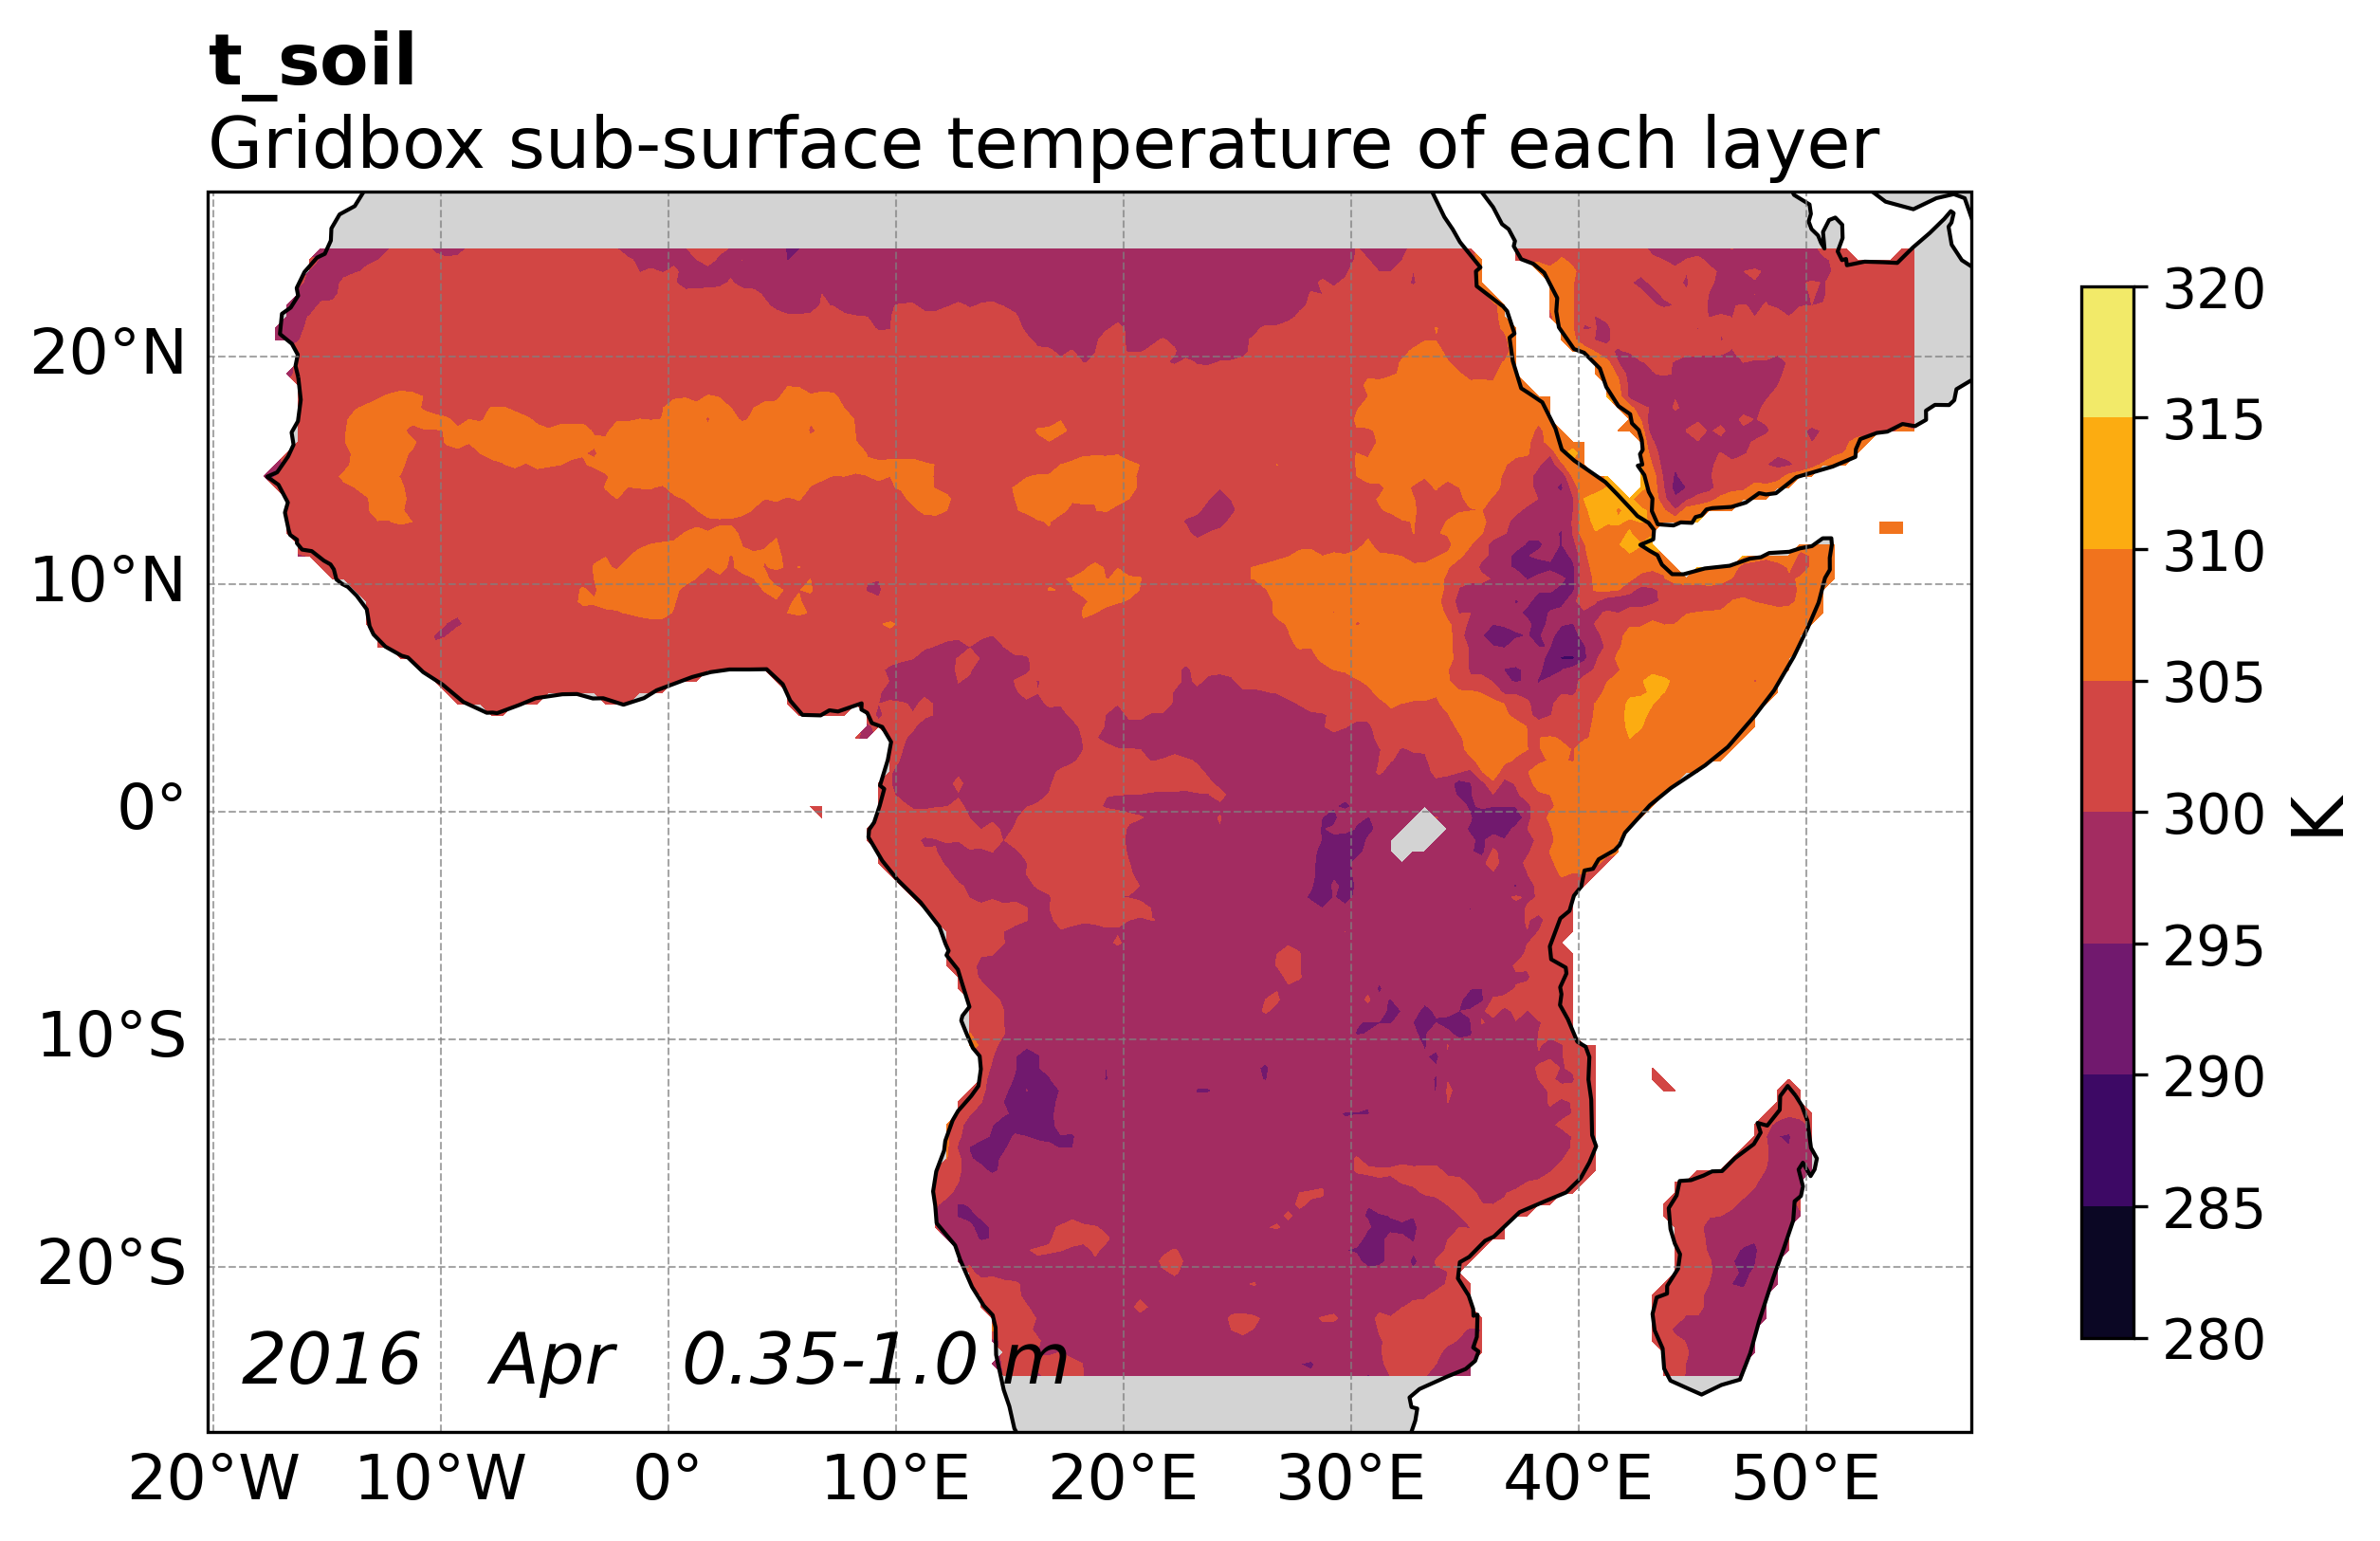 t_soil
Gridbox sub-surface temperature of each layer
320
315
310
305
300
295
290
285
280
K
20°N
10°N
0°
10°S
20°S
2016 Apr 0.35-1.0 m
20°W 10°W 0° 10°E 20°E 30°E 40°E 50°E